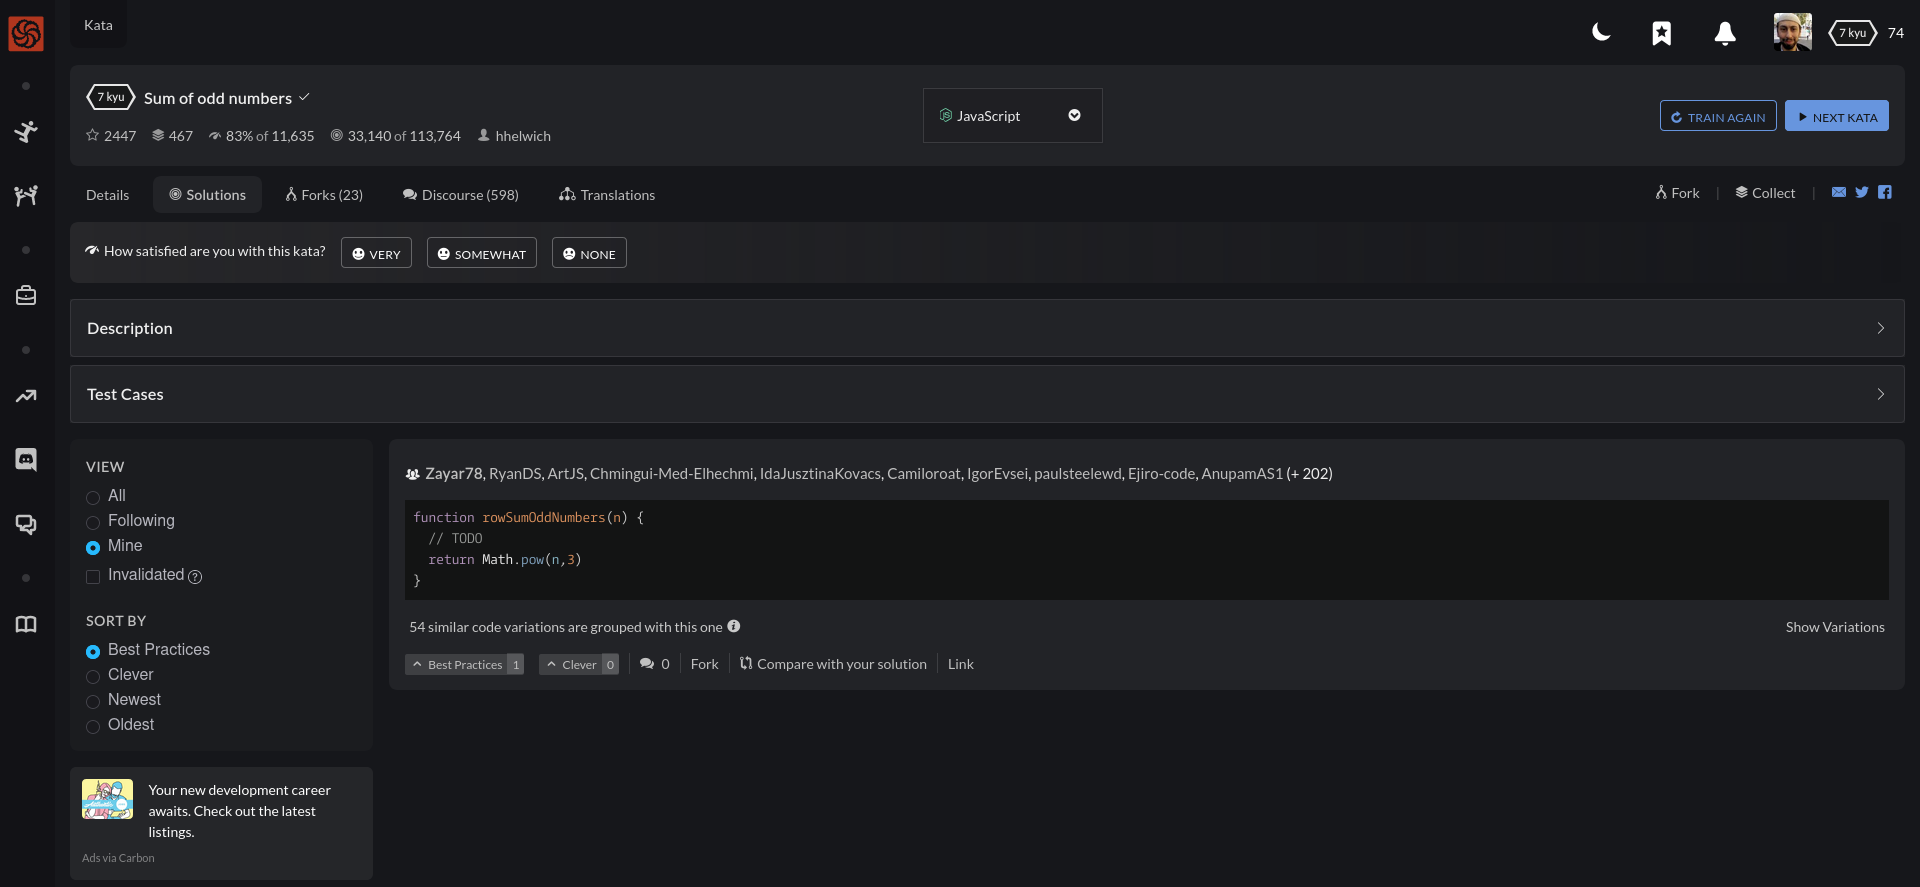 Kata
7 kyu
74
7 kyu
Sum of odd numbers
2447 467 83% of 11,635 33,140 of 113,764 hhelwich
JavaScript
TRAIN AGAIN
NEXT KATA
Details Solutions Forks (23) Discourse (598) Translations
Fork | Collect |
How satisfied are you with this kata? VERY SOMEWHAT NONE
Description
Test Cases
VIEW
All
Following
Mine
Invalidated ?
SORT BY
Best Practices
Clever
Newest
Oldest
Your new development career
awaits. Check out the latest
listings.
Ads via Carbon
Zayar78, RyanDS, ArtJS, Chmingui-Med-Elhechmi, IdaJusztinaKovacs, Camiloroat, IgorEvsei, paulsteelewd, Ejiro-code, AnupamAS1 (+ 202)
function rowSumOddNumbers(n) {
// TODO
return Math.pow(n,3)
}
54 similar code variations are grouped with this one
Show Variations
Best Practices 1 Clever 0 0 Fork Compare with your solution Link